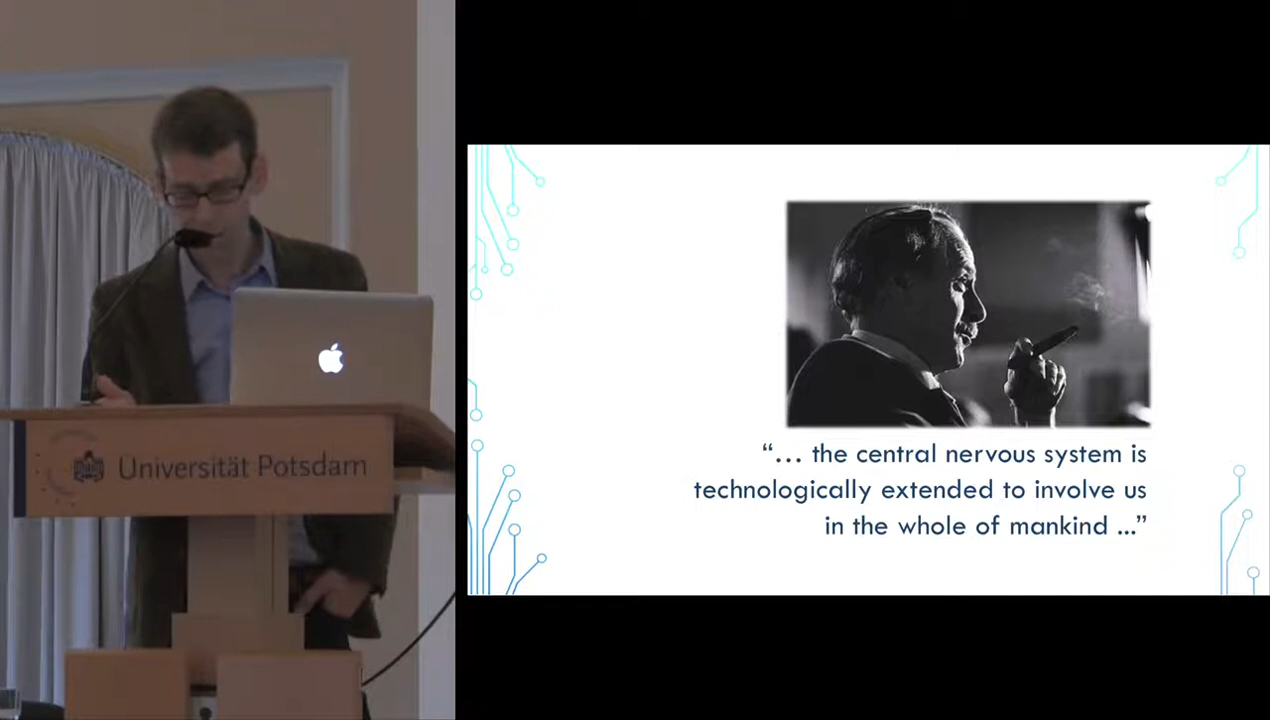 Universität Potsdam
“… the central nervous system is
technologically extended to involve us
in the whole of mankind ...”